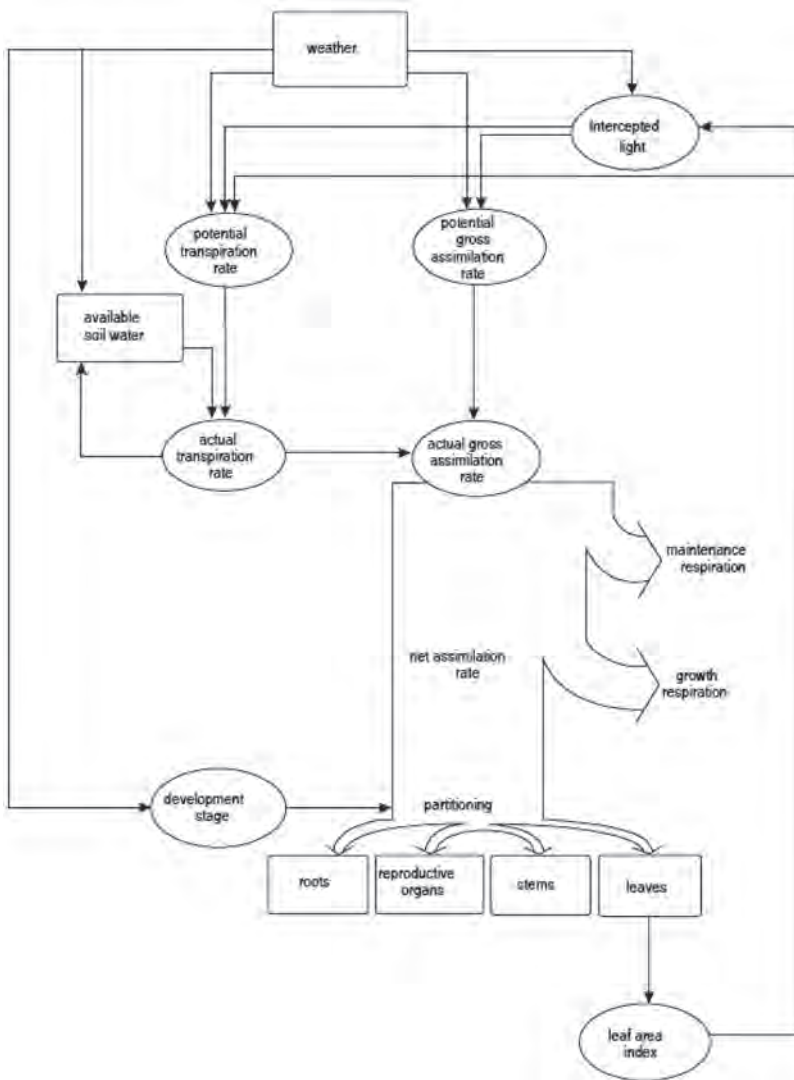 weather
Intercepted
light
potential
transpiration
rate
potential
gross
assimilation
rate
available
soil water
actual
transpiration
rate
actual gross
assimilation
rate
maintenance
respiration
net assimilation
rate
growth
respiration
development
stage
partitioning
roots
reproductive
organs
stems
leaves
leaf area
index